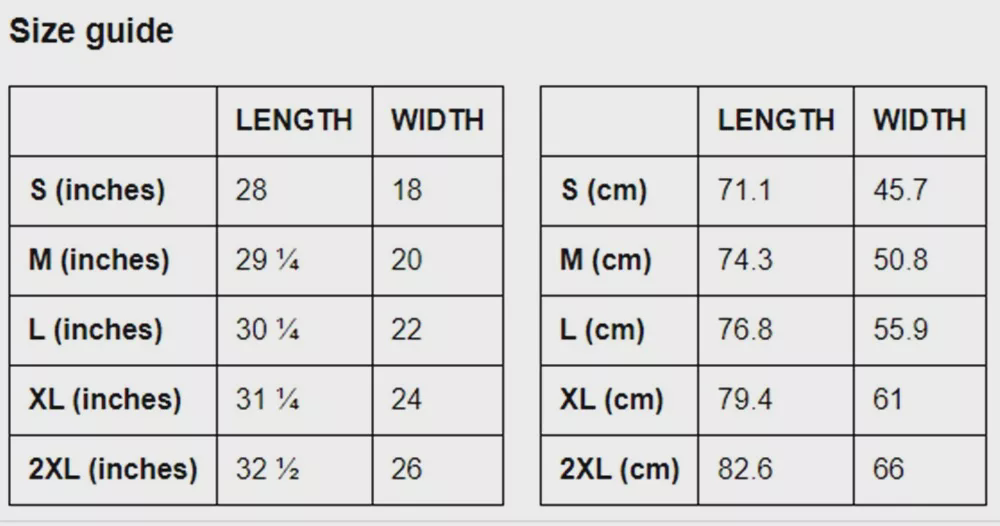 Size guide
LENGTH WIDTH
S (inches) 28 18
M (inches) 29 ¼ 20
L (inches) 30 ¼ 22
XL (inches) 31 ¼ 24
2XL (inches) 32 ½ 26
LENGTH WIDTH
S (cm) 71.1 45.7
M (cm) 74.3 50.8
L (cm) 76.8 55.9
XL (cm) 79.4 61
2XL (cm) 82.6 66